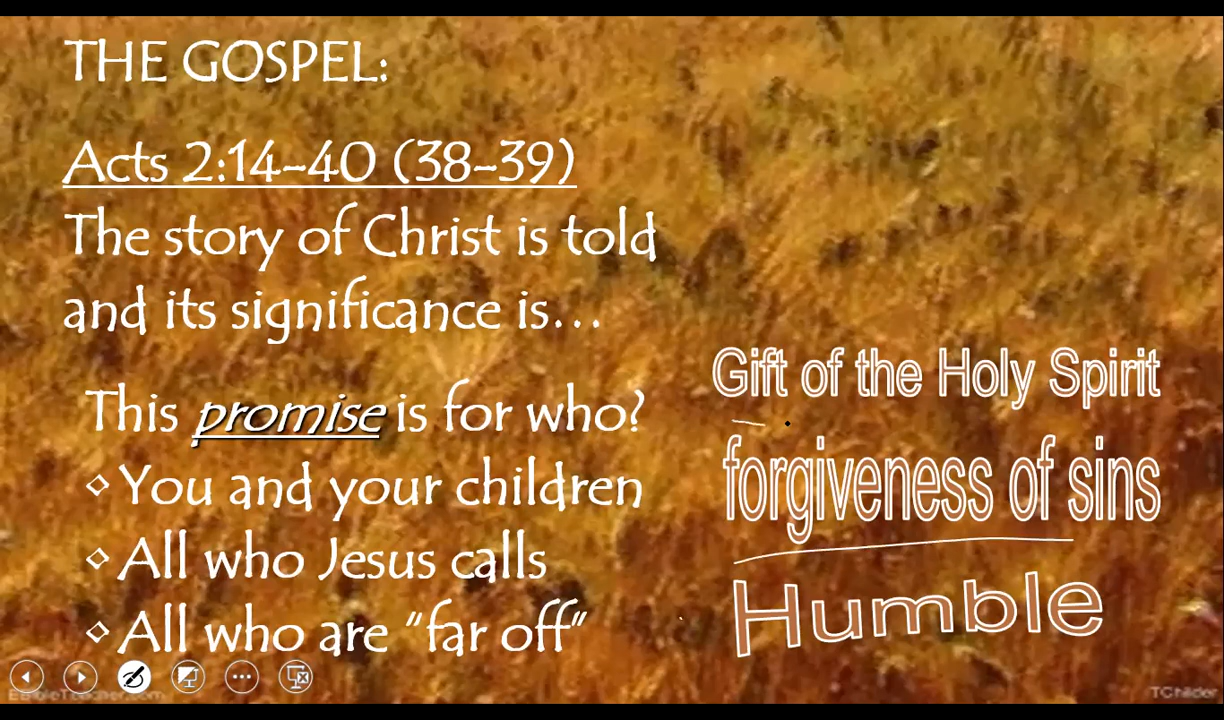 THE GOSPEL:
Acts 2:14-40 (38-39)
The story of Christ is told
and its significance is...
This promise is for who?
You and your children
All who Jesus calls
All who are "far off"
Gift of the Holy Spirit
forgiveness of sins
Humble
EBibleTeacher.com
TChilder